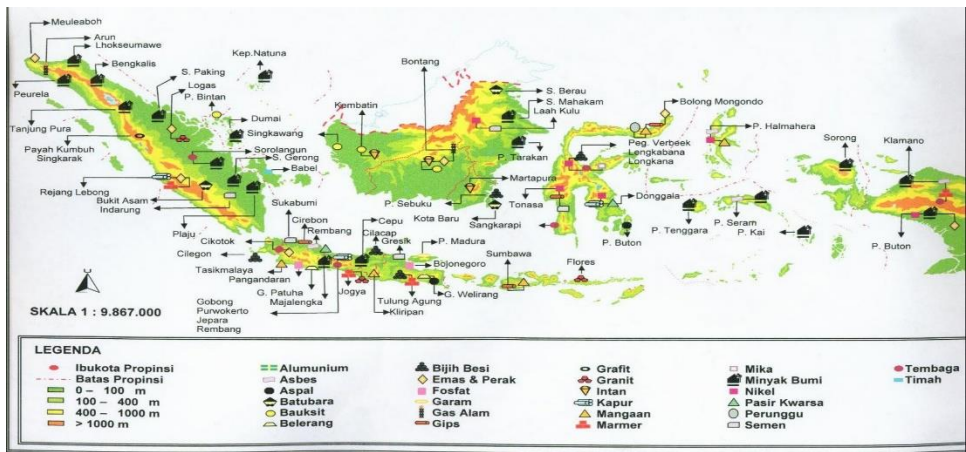 Meuleaboh
Arun
Lhokseumawe
Bengkalis
Kep.Natuna
S. Paking
Logas
P. Bintan
Peurela
Tanjung Pura
Payah Kumbuh
Singkarak
Dumai
Singkawang
Sorolangun
S. Gerong
Babel
Rejang Lebong
Bukit Asam
Indarung
Plaju
Kembatin
Bontang
S. Berau
S. Mahakam
Laah Kulu
P. Tarakan
Martapura
P. Sebuku
Kota Baru
Sangkarapi
Tonasa
Bolong Mongondo
P. Halmahera
Peg. Verbeek
Lengkabana
Longkana
Donggala
P. Buton
P. Tenggara
P. Seram
P. Kai
Sorong
Klamano
P. Buton
Sukabumi
Cirebon
Rembang
Cepu
Cilacap
Gresik
P. Madura
Cikotok
Cilegon
Tasikmalaya
Pangandaran
G. Patuha
Majalengka
Jogya
Bojonegoro
Tulung Agung
Kliripan
G. Welirang
Sumbawa
Flores
Gobong
Purwokerto
Jepara
Rembang
U
SKALA 1 : 9.867.000
LEGENDA
Ibukota Propinsi
Batas Propinsi
0 – 100 m
100 – 400 m
400 – 1000 m
> 1000 m
Alumunium
Asbes
Aspal
Batubara
Bauksit
Belerang
Bijih Besi
Emas & Perak
Fosfat
Garam
Gas Alam
Gips
Grafit
Granit
Intan
Kapur
Mangaan
Marmer
Mika
Minyak Bumi
Nikel
Pasir Kwarsa
Perunggu
Semen
Tembaga
Timah